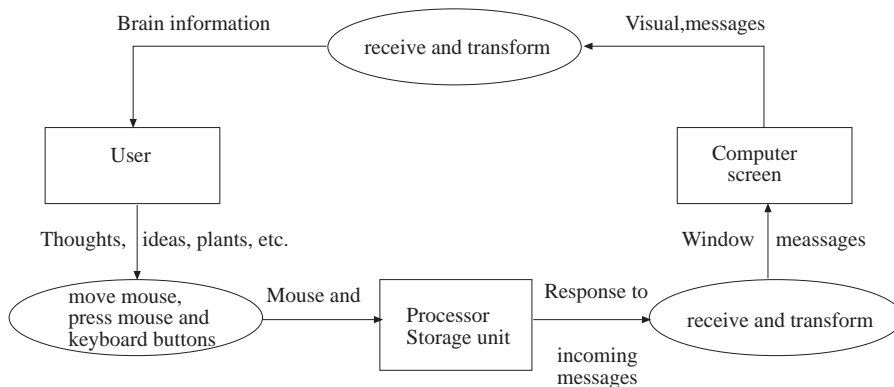 Brain information
receive and transform
Visual,messages
User
Computer
screen
Thoughts, ideas, plants, etc.
Window meassages
move mouse,
press mouse and
keyboard buttons
Mouse and
Processor
Storage unit
Response to
incoming
messages
receive and transform